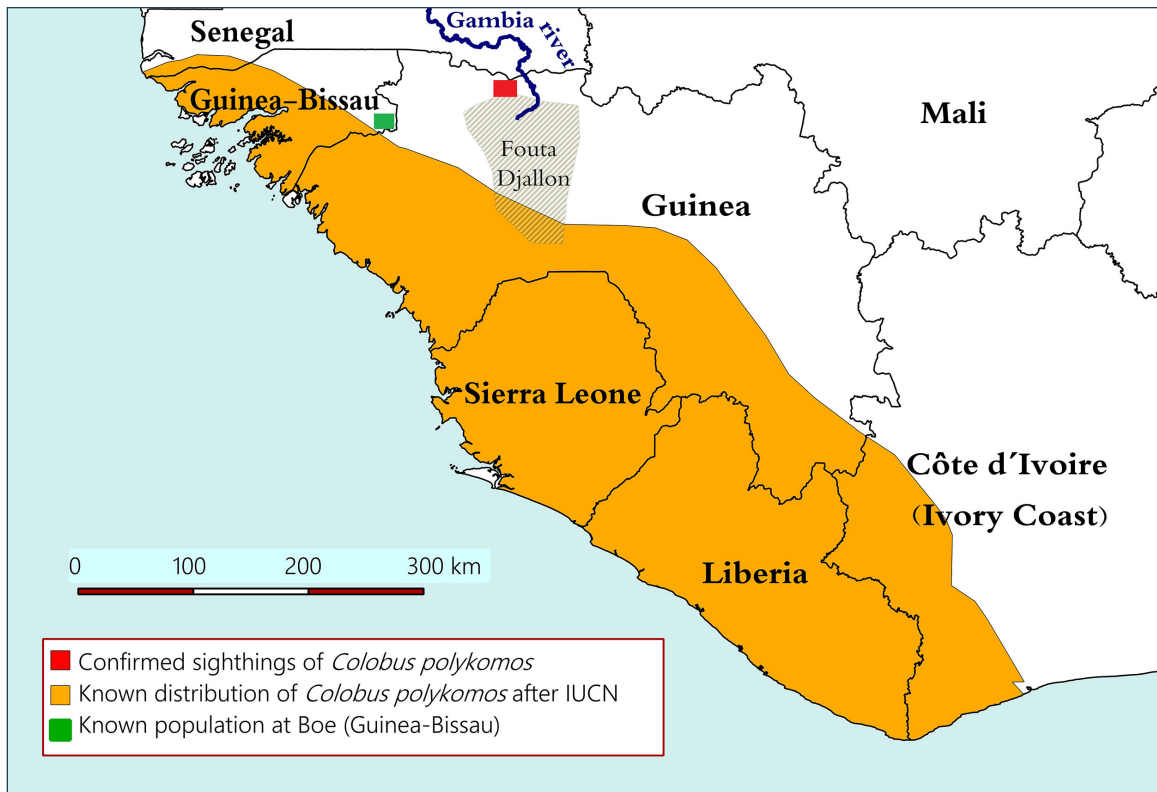 Gambia
river
Senegal
Guinea-Bissau
Mali
Fouta
Djallon
Guinea
Sierra Leone
Côte d´Ivoire
(Ivory Coast)
Liberia
0 100 200 300 km
Confirmed sighthings of Colobus polykomos
Known distribution of Colobus polykomos after IUCN
Known population at Boe (Guinea-Bissau)